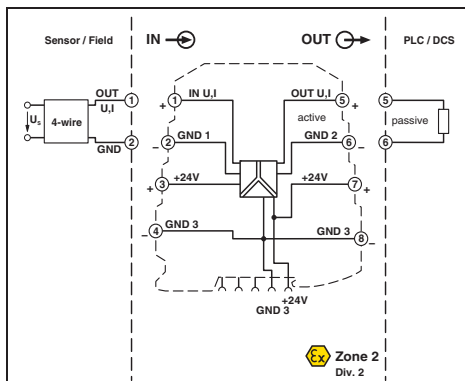 Sensor / Field
IN
OUT
PLC / DCS
OUT
U,I
1
+
1
IN U,I
OUT U,I
5
+
5
Us
4-wire
active
passive
GND
2
−
2
GND 1
GND 2
6
−
6
+
3
+24V
+24V
7
+
−
4
GND 3
GND 3
8
−
+24V
GND 3
Ex
Zone 2
Div. 2